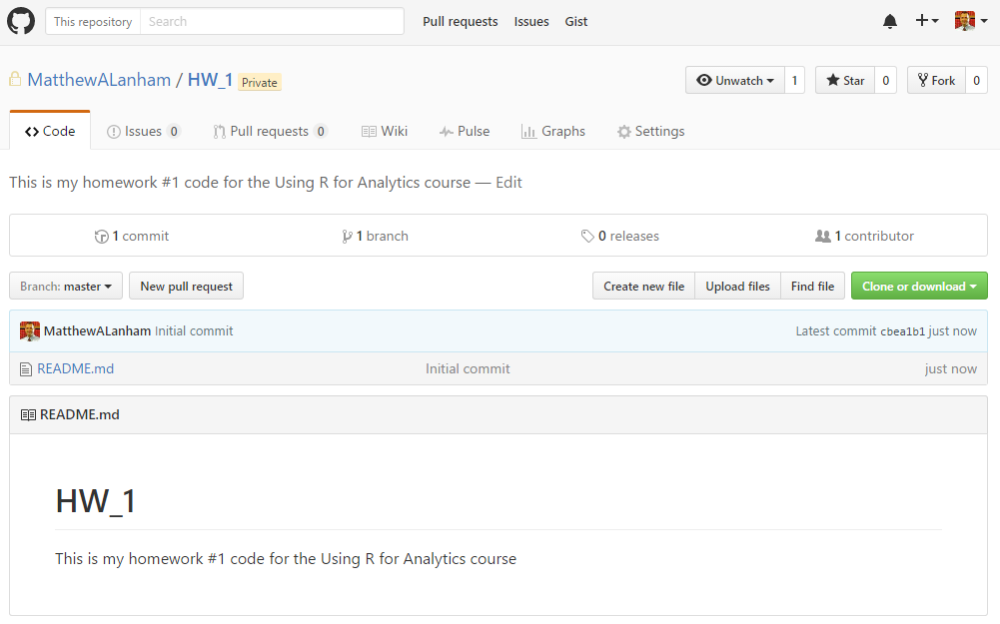 This repository Search Pull requests Issues Gist
MatthewALanham / HW_1 Private Unwatch 1 Star 0 Fork 0
Code Issues 0 Pull requests 0 Wiki Pulse Graphs Settings
This is my homework #1 code for the Using R for Analytics course — Edit
1 commit 1 branch 0 releases 1 contributor
Branch: master New pull request Create new file Upload files Find file Clone or download
MatthewALanham Initial commit Latest commit cbea1b1 just now
README.md Initial commit just now
README.md
HW_1
This is my homework #1 code for the Using R for Analytics course